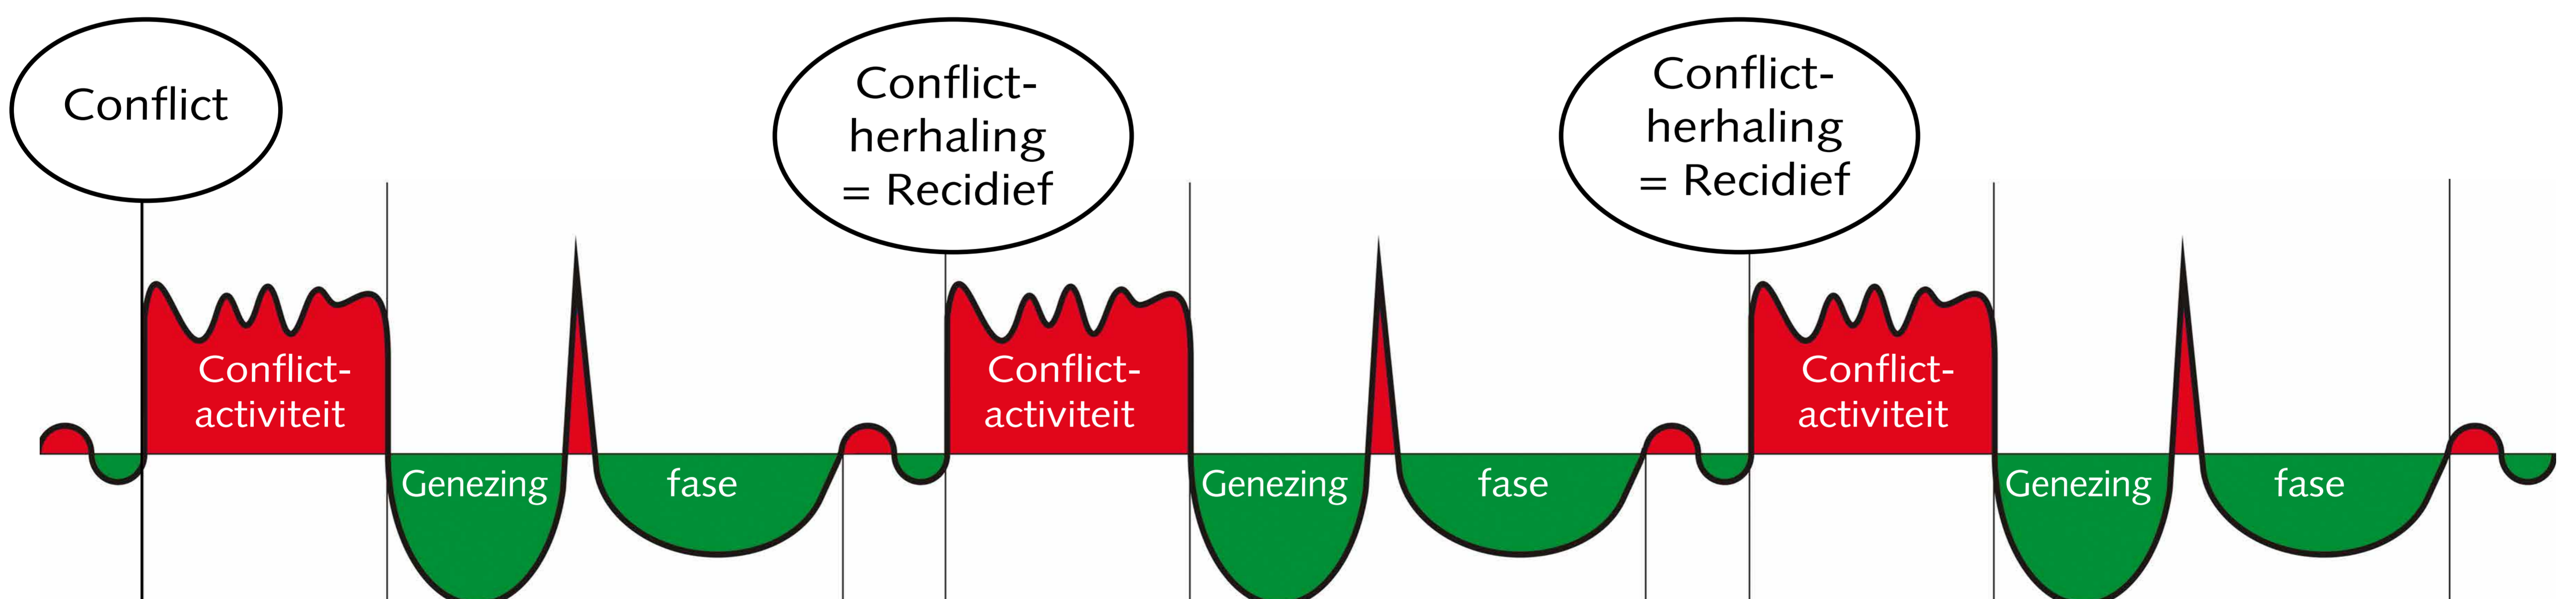 Conflict
Conflict-
herhaling
= Recidief
Conflict-
herhaling
= Recidief
Conflict-
activiteit
Conflict-
activiteit
Conflict-
activiteit
Genezing fase
Genezing fase
Genezing fase